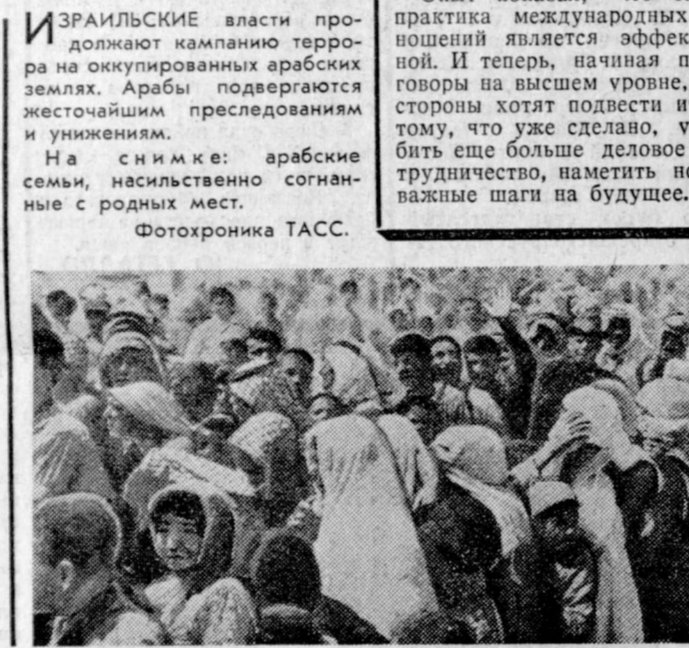 ИЗРАИЛЬСКИЕ власти про-
должают кампанию терро-
ра на оккупированных арабских
землях. Арабы подвергаются
жесточайшим преследованиям
и унижениям.
На снимке: арабские
семьи, насильственно согнан-
ные с родных мест.
Фотохроника ТАСС.
практика международных
ношений является эффек
ной. И теперь, начиная п
говоры на высшем уровне,
стороны хотят подвести и
тому, что уже сделано, у
бить еще больше деловое
трудничество, наметить но
важные шаги на будущее.